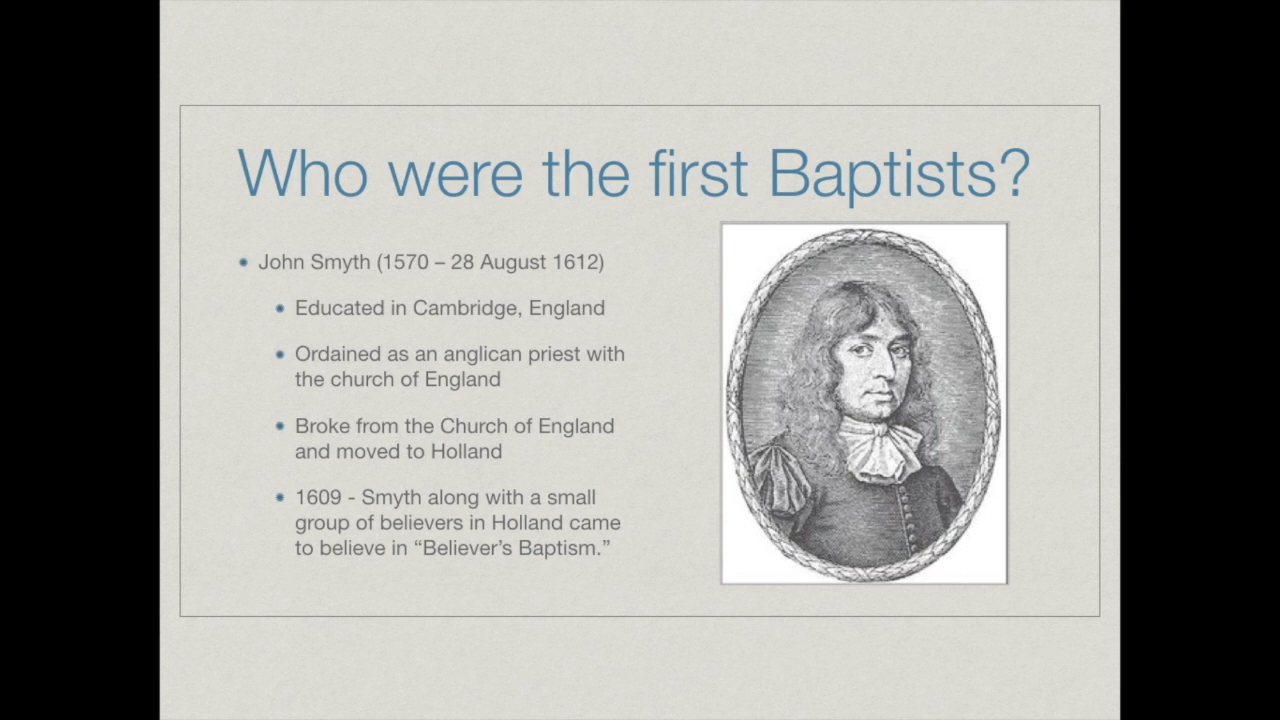 Who were the first Baptists?
John Smyth (1570 – 28 August 1612)
Educated in Cambridge, England
Ordained as an anglican priest with
the church of England
Broke from the Church of England
and moved to Holland
1609 - Smyth along with a small
group of believers in Holland came
to believe in “Believer’s Baptism.”